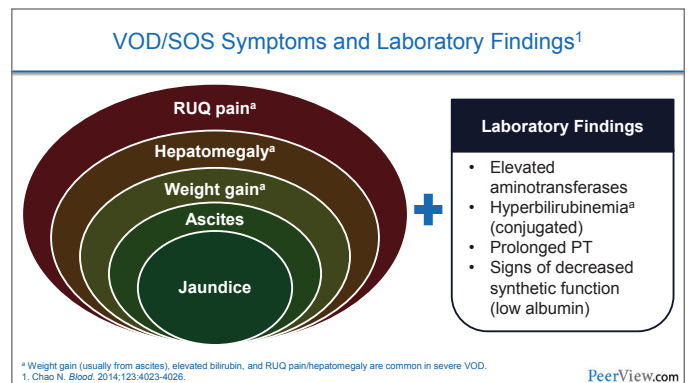 VOD/SOS Symptoms and Laboratory Findings¹
RUQ painᵃ
Hepatomegalyᵃ
Weight gainᵃ
Ascites
Jaundice
Laboratory Findings
• Elevated
aminotransferases
• Hyperbilirubinemiaᵃ
(conjugated)
• Prolonged PT
• Signs of decreased
synthetic function
(low albumin)
ᵃ Weight gain (usually from ascites), elevated bilirubin, and RUQ pain/hepatomegaly are common in severe VOD.
1. Chao N. Blood. 2014;123:4023-4026.
PeerView.com